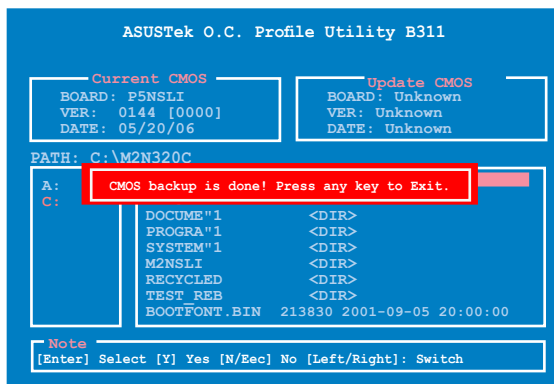 ASUSTek O.C. Profile Utility B311
Current CMOS
BOARD: P5NSLI
VER: 0144 [0000]
DATE: 05/20/06
Update CMOS
BOARD: Unknown
VER: Unknown
DATE: Unknown
PATH: C:\M2N320C
A:
C:
CMOS backup is done! Press any key to Exit.
DOCUME"1 <DIR>
PROGRA"1 <DIR>
SYSTEM"1 <DIR>
M2NSLI <DIR>
RECYCLED <DIR>
TEST_REB <DIR>
BOOTFONT.BIN 213830 2001-09-05 20:00:00
Note
[Enter] Select [Y] Yes [N/Eec] No [Left/Right]: Switch